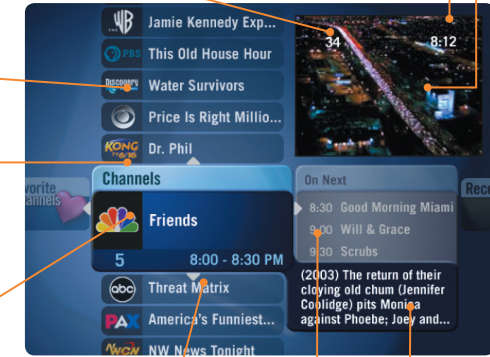 WB
Jamie Kennedy Exp...
PBS
This Old House Hour
Discovery
Water Survivors
Price Is Right Millio...
KONG
6/16
Dr. Phil
34
8:12
vorite
annels
Channels
Friends
5
8:00 - 8:30 PM
On Next
8:30 Good Morning Miami
9:00 Will & Grace
9:30 Scrubs
Rec
(2003) The return of their
cloying old chum (Jennifer
Coolidge) pits Monica
against Phoebe; Joey and...
abc
Threat Matrix
PAX
America's Funniest...
NWCN
NW News Tonight